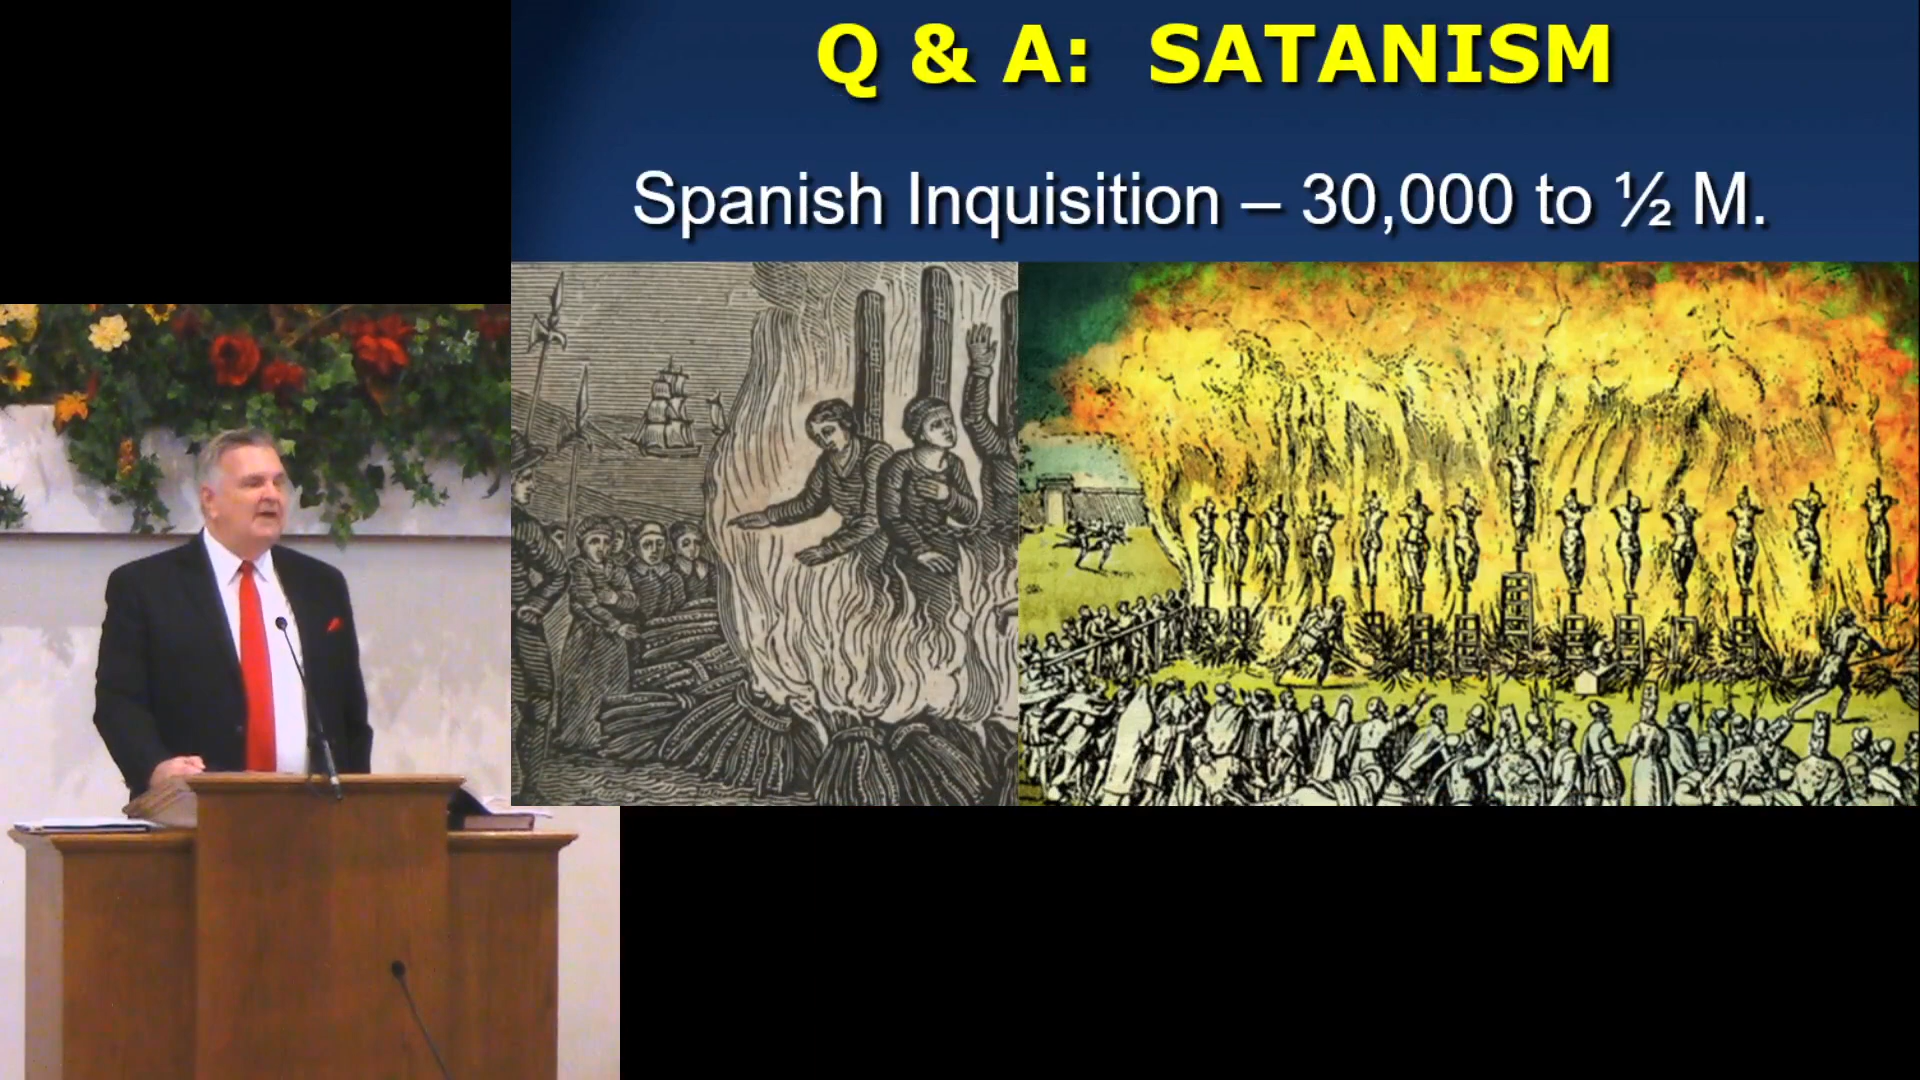 Q & A: SATANISM
Spanish Inquisition – 30,000 to ½ M.